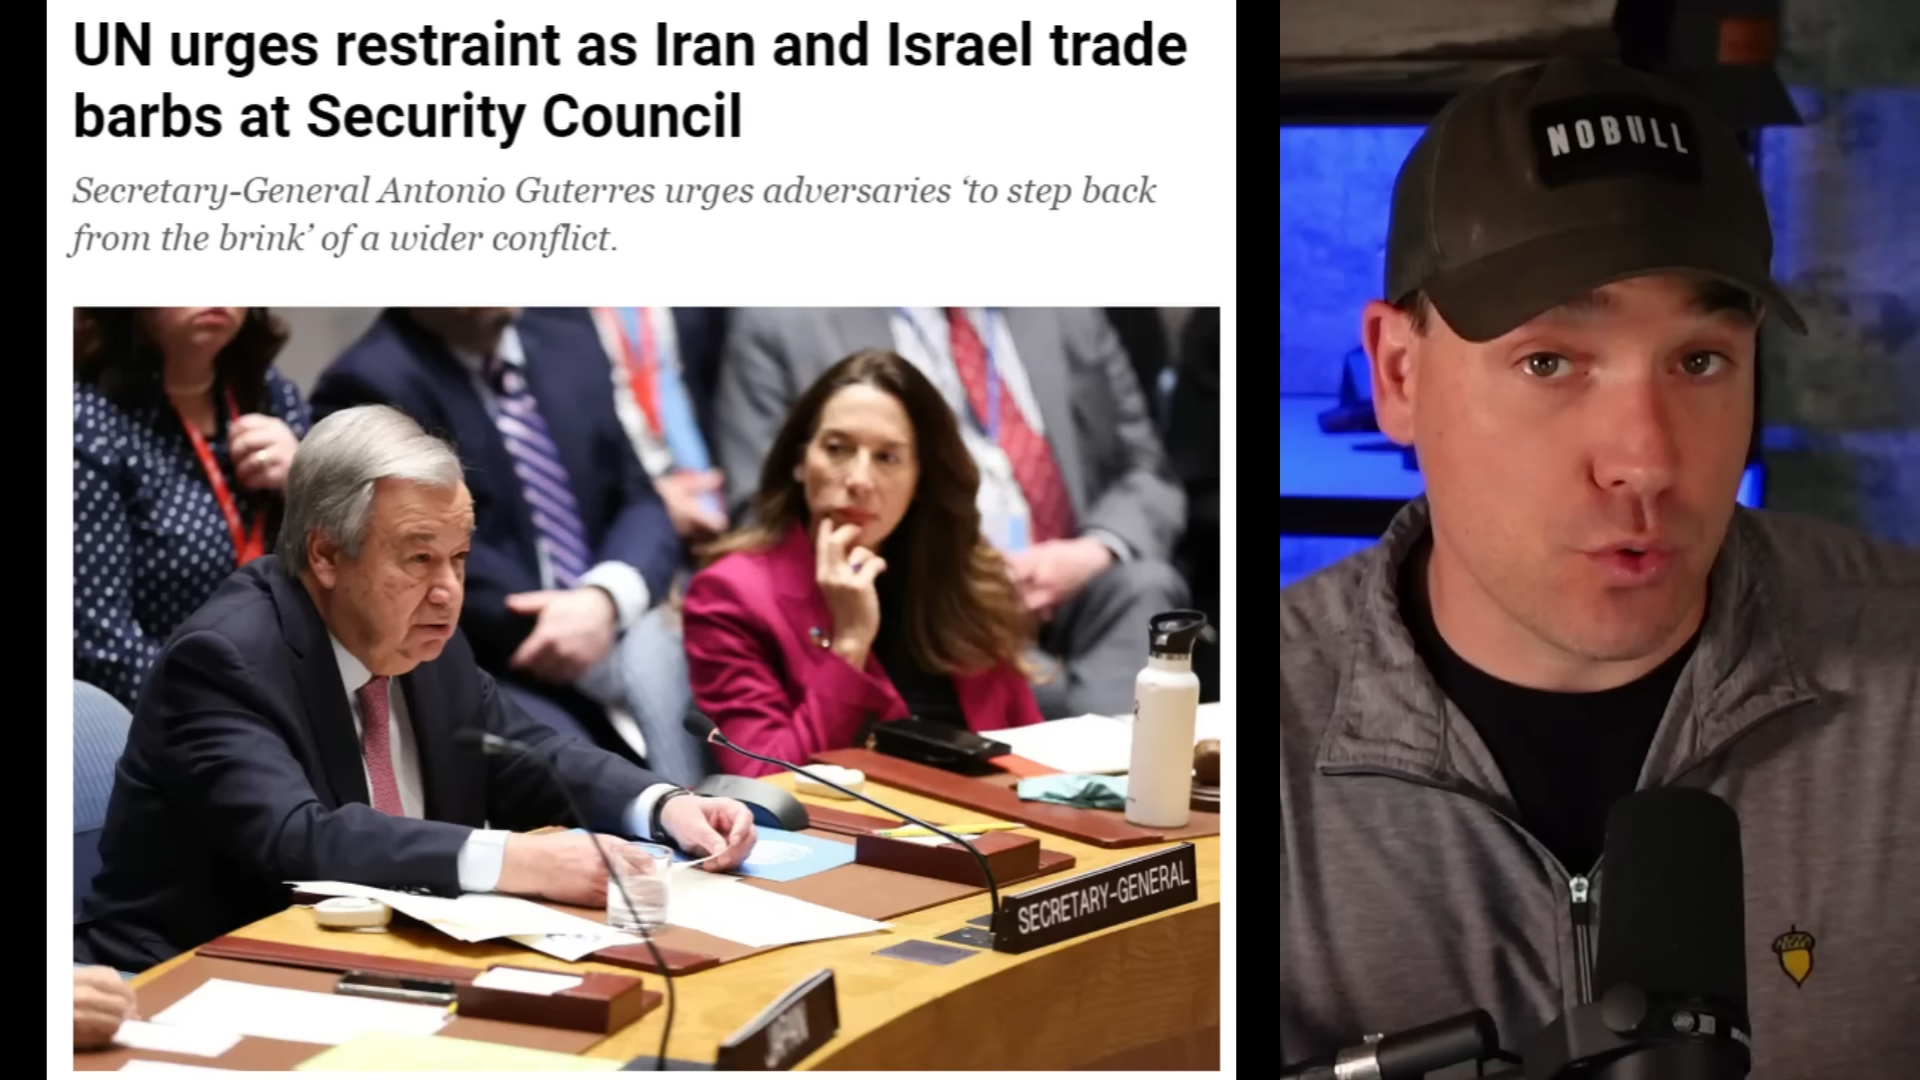 UN urges restraint as Iran and Israel trade
barbs at Security Council
Secretary-General Antonio Guterres urges adversaries ‘to step back
from the brink’ of a wider conflict.
NOBULL
SECRETARY-GENERAL